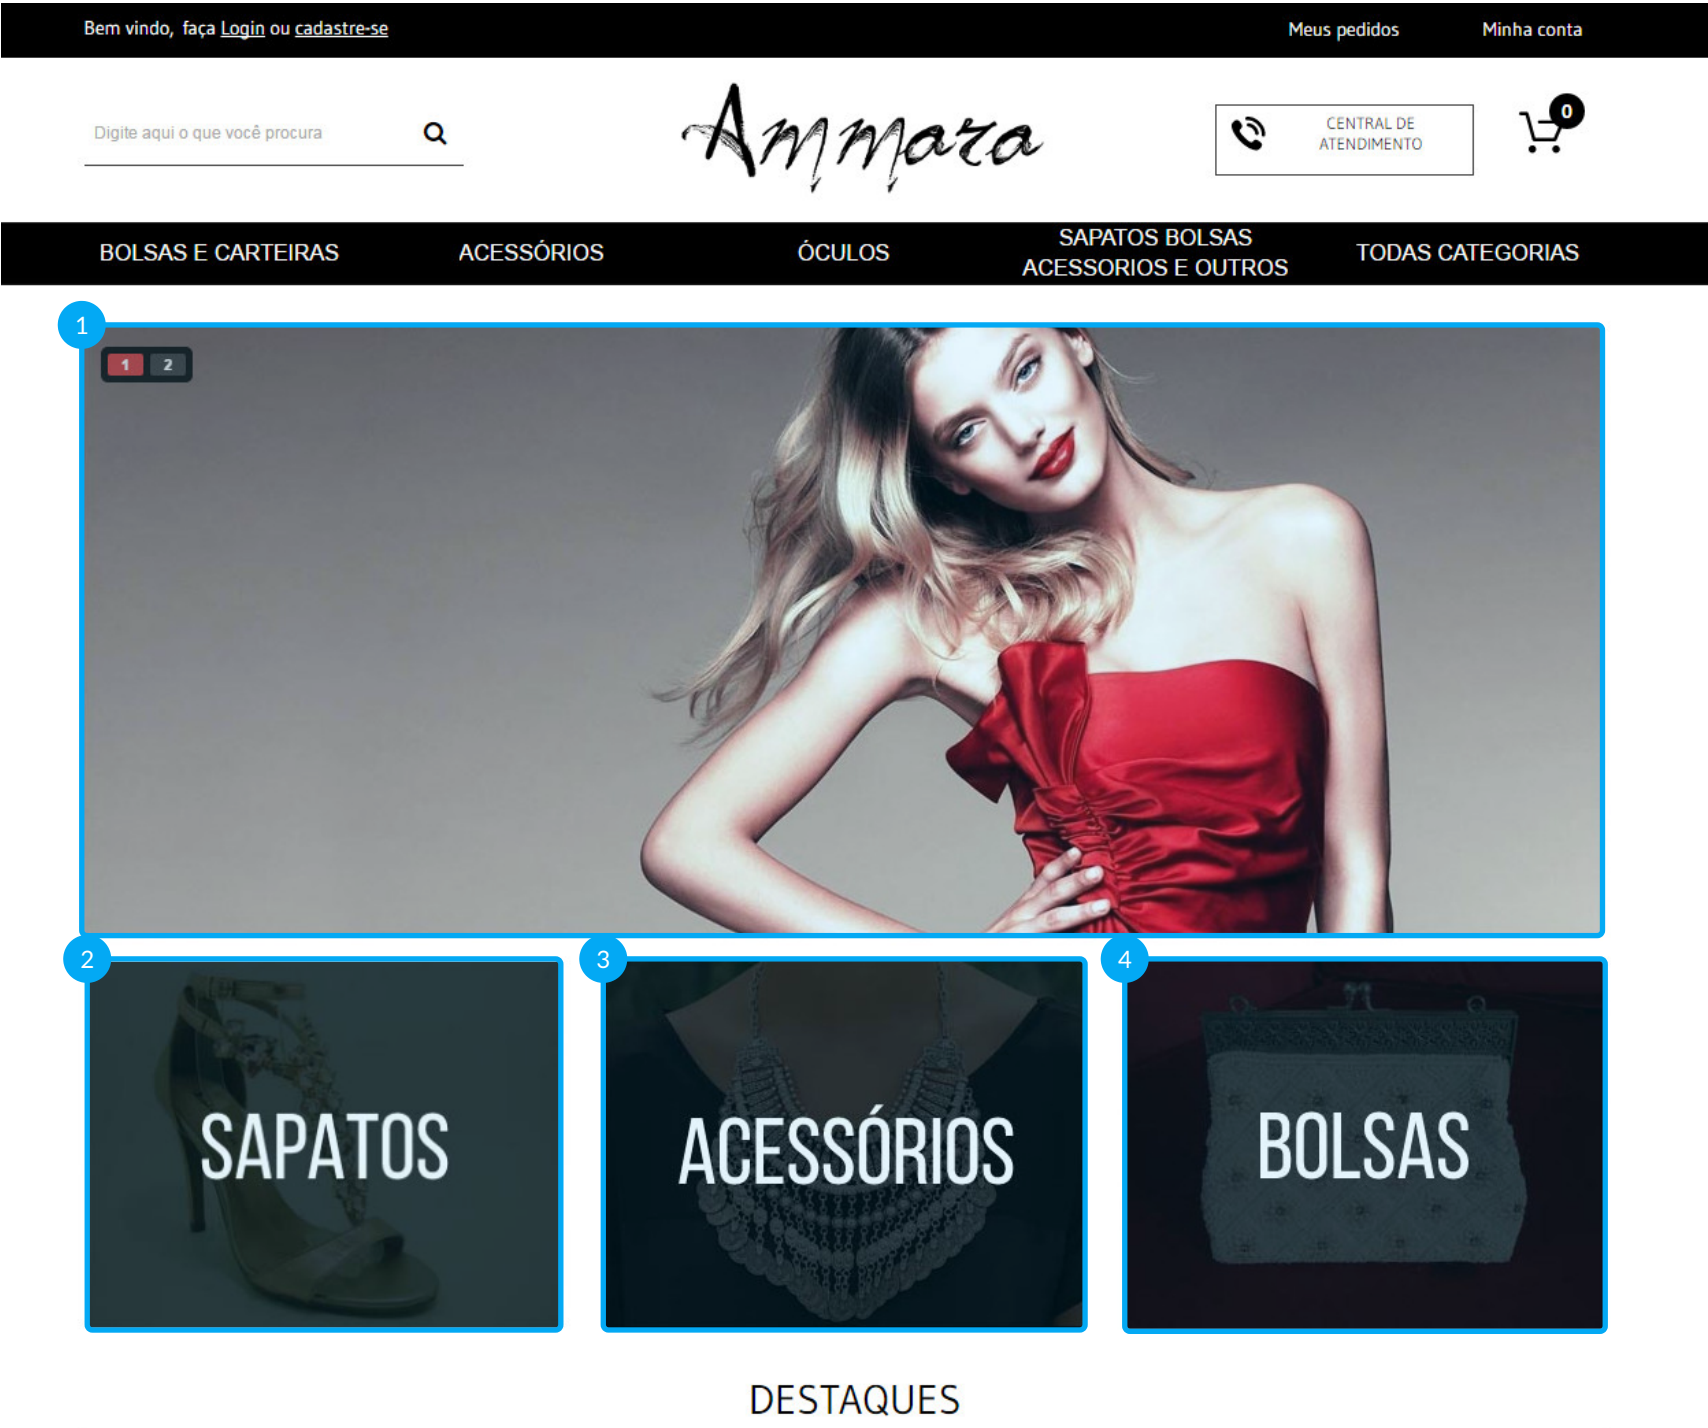 Bem vindo, faça Login ou cadastre-se
Meus pedidos
Minha conta
Digite aqui o que você procura
Ammara
CENTRAL DE
ATENDIMENTO
0
BOLSAS E CARTEIRAS
ACESSÓRIOS
ÓCULOS
SAPATOS BOLSAS
ACESSORIOS E OUTROS
TODAS CATEGORIAS
1
1 2
2
3
4
SAPATOS
ACESSÓRIOS
BOLSAS
DESTAQUES